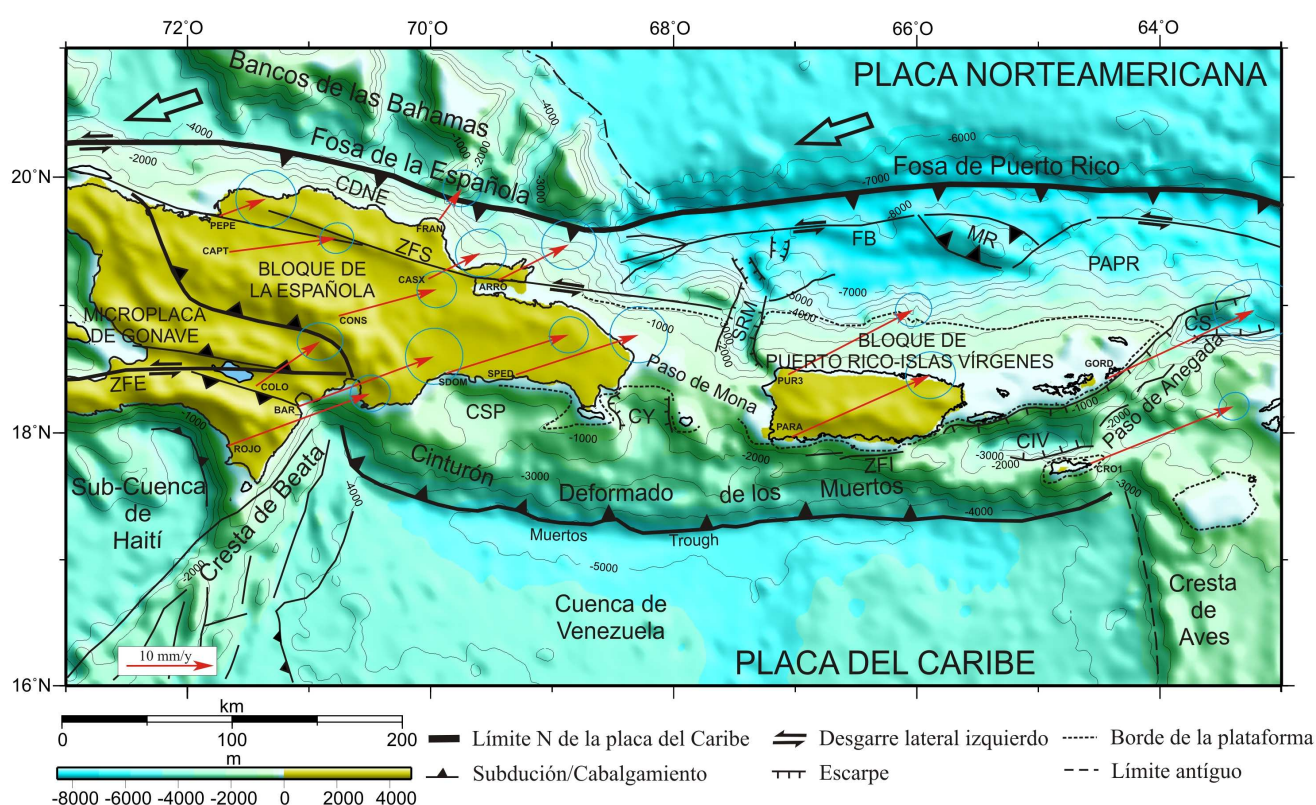 72°
70°
68°
66°
64°
20°N
18°N
16°N
Bancos de las Bahamas
PLACA NORTEAMERICANA
Fosa de la Española
Fosa de Puerto Rico
-4000
-2000
-4000
-2000
-3000
-4000
-6000
-7000
-8000
CDNE
PEPE
FRAN
CAPT
ZFS
CASX
ARRO
FB
MR
PAPR
BLOQUE DE
LA ESPAÑOLA
CONS
MICROPLACA
DE GONAVE
-1000
-7000
-5000
-4000
-2000
SRM
CS
BLOQUE DE
PUERTO RICO-ISLAS VÍRGENES
ZFE
COLO
BAR
SDOM
SPED
Paso de Mona
PUR3
PARA
GORD
Paso de Anegada
-1000
-2000
ROJO
CSP
CY
-1000
-1000
-2000
ZFI
CIV
-3000
-2000
CRO1
-3000
Sub-Cuenca
de
Haití
Cresta de Beata
-2000
-4000
Cinturón
Deformado
de los
Muertos
-3000
-4000
Muertos
Trough
-5000
Cuenca de
Venezuela
Cresta
de
Aves
PLACA DEL CARIBE
10 mm/y
km
0
100
200
m
-8000
-6000
-4000
-2000
0
2000
4000
Límite N de la placa del Caribe
Desgarre lateral izquierdo
Borde de la plataforma
Subdución/Cabalgamiento
Escarpe
Límite antíguo